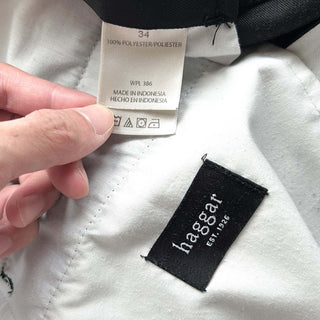 34
100% POLYESTER/POLIESTER
WPL 386
MADE IN INDONESIA
HECHO EN INDONESIA
haggar
EST. 1926